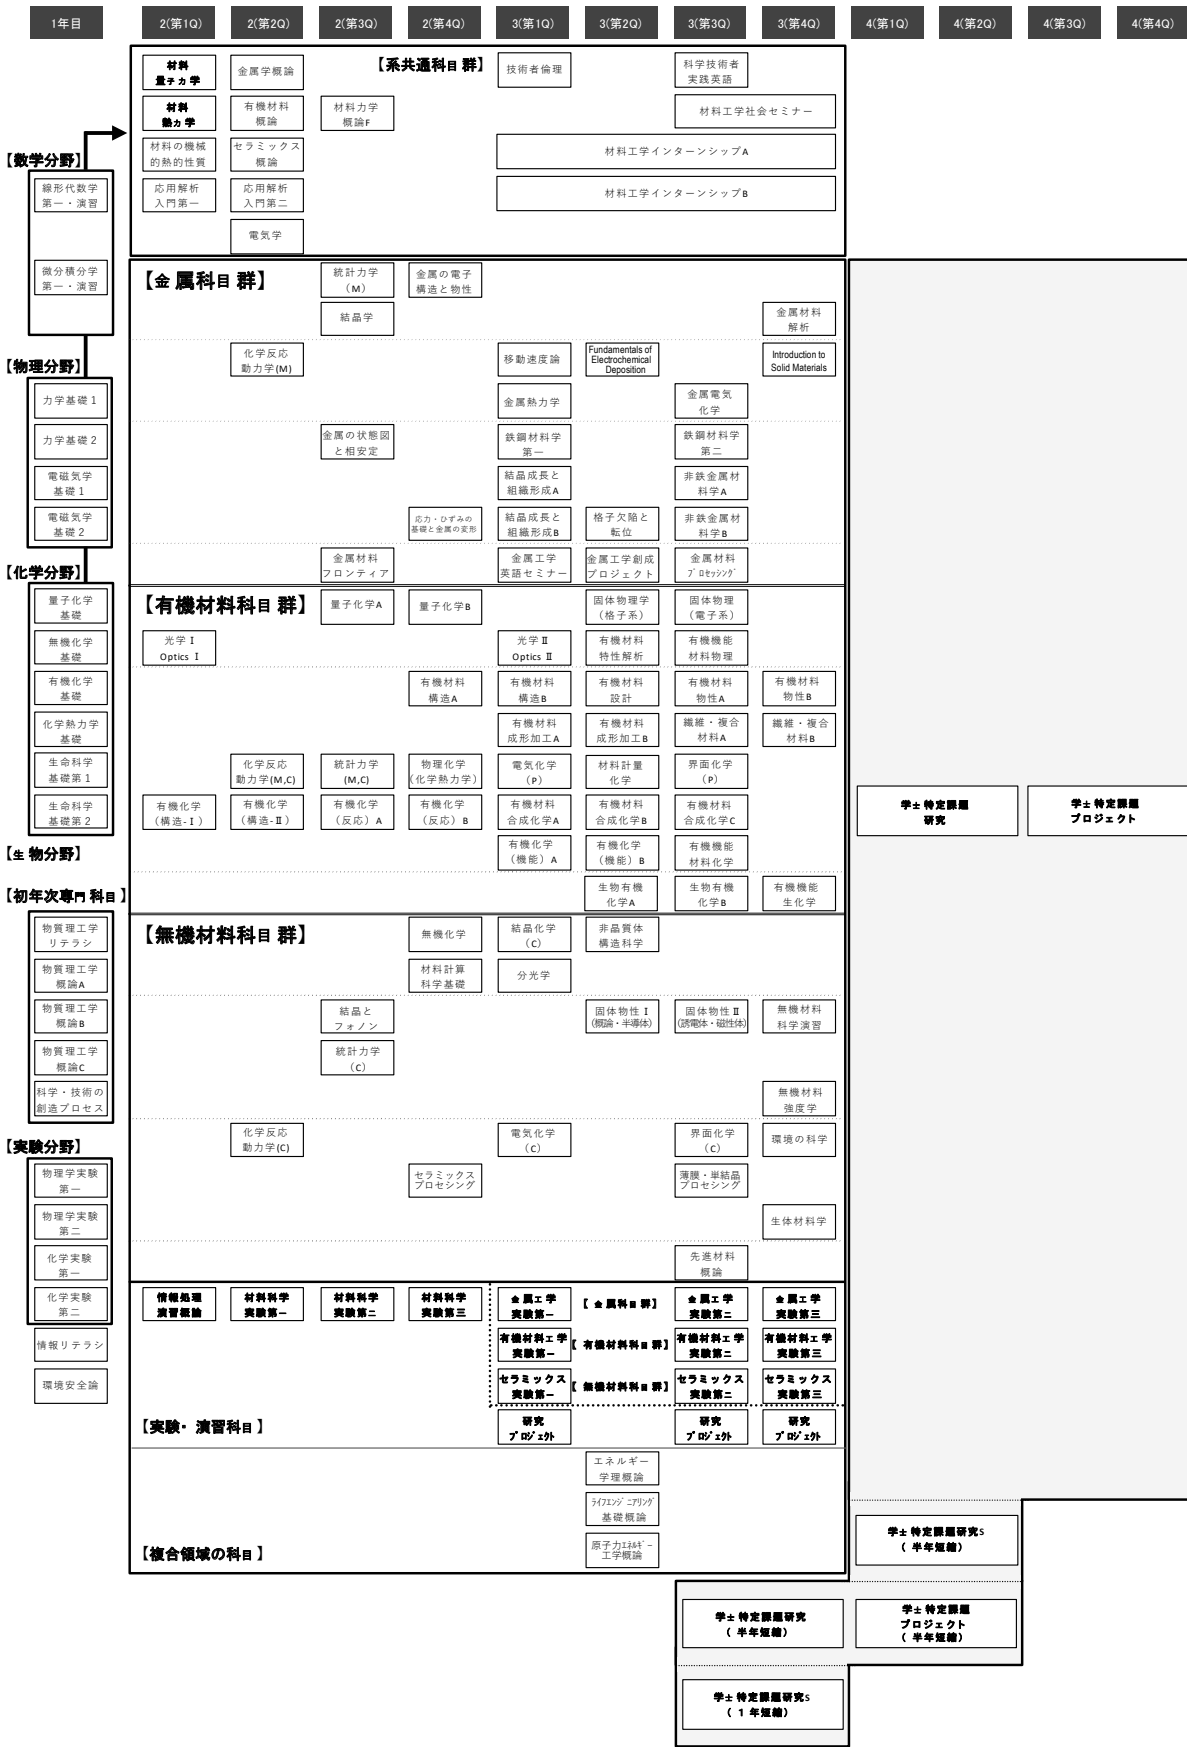 1年目
2(第1Q)
2(第2Q)
2(第3Q)
2(第4Q)
3(第1Q)
3(第2Q)
3(第3Q)
3(第4Q)
4(第1Q)
4(第2Q)
4(第3Q)
4(第4Q)
【数学分野】
線形代数学
第一・演習
微分積分学
第一・演習
【物理分野】
力学基礎1
力学基礎2
電磁気学
基礎1
電磁気学
基礎2
【化学分野】
量子化学
基礎
無機化学
基礎
有機化学
基礎
化学熱力学
基礎
生命科学
基礎第1
生命科学
基礎第2
【生物分野】
【初年次専門科目】
物質理工学
リテラシ
物質理工学
概論A
物質理工学
概論B
物質理工学
概論C
科学・技術の
創造プロセス
【実験分野】
物理学実験
第一
物理学実験
第二
化学実験
第一
化学実験
第二
情報リテラシ
環境安全論
【系共通科目群】
材料
量子力学
金属学概論
技術者倫理
科学技術者
実践英語
材料
熱力学
有機材料
概論
材料力学
概論F
材料工学社会セミナー
材料の機械
的熱的性質
セラミックス
概論
材料工学インターンシップA
応用解析
入門第一
応用解析
入門第二
材料工学インターンシップB
電気学
【金属科目群】
統計力学
(M)
金属の電子
構造と物性
結晶学
金属材料
解析
化学反応
動力学(M)
移動速度論
Fundamentals of
Electrochemical
Deposition
Introduction to
Solid Materials
金属熱力学
金属電気
化学
金属の状態図
と相安定
鉄鋼材料学
第一
鉄鋼材料学
第二
結晶成長と
組織形成A
非鉄金属材
料学A
応力・ひずみの
基礎と金属の変形
結晶成長と
組織形成B
格子欠陥と
転位
非鉄金属材
料学B
金属材料
フロンティア
金属工学
英語セミナー
金属工学創成
プロジェクト
金属材料
プロセッシング
【有機材料科目群】
量子化学A
量子化学B
固体物理学
(格子系)
固体物理
(電子系)
光学Ⅰ
Optics Ⅰ
光学Ⅱ
Optics Ⅱ
有機材料
特性解析
有機機能
材料物理
有機材料
構造A
有機材料
構造B
有機材料
設計
有機材料
物性A
有機材料
物性B
有機材料
成形加工A
有機材料
成形加工B
繊維・複合
材料A
繊維・複合
材料B
化学反応
動力学(M,C)
統計力学
(M,C)
物理化学
(化学熱力学)
電気化学
(P)
材料計量
化学
界面化学
(P)
有機化学
(構造-Ⅰ)
有機化学
(構造-Ⅱ)
有機化学
(反応)A
有機化学
(反応)B
有機材料
合成化学A
有機材料
合成化学B
有機材料
合成化学C
有機化学
(機能)A
有機化学
(機能)B
有機機能
材料化学
生物有機
化学A
生物有機
化学B
有機機能
生化学
学士特定課題
研究
学士特定課題
プロジェクト
【無機材料科目群】
無機化学
結晶化学
(C)
非晶質体
構造科学
材料計算
科学基礎
分光学
結晶と
フォノン
固体物性Ⅰ
(概論・半導体)
固体物性Ⅱ
(誘電体・磁性体)
無機材料
科学演習
統計力学
(C)
無機材料
強度学
化学反応
動力学(C)
電気化学
(C)
界面化学
(C)
環境の科学
セラミックス
プロセシング
薄膜・単結晶
プロセシング
生体材料学
先進材料
概論
情報処理
演習概論
材料科学
実験第一
材料科学
実験第二
材料科学
実験第三
金属工学
実験第一
【金属科目群】
金属工学
実験第二
金属工学
実験第三
有機材料工学
実験第一
【有機材料科目群】
有機材料工学
実験第二
有機材料工学
実験第三
セラミックス
実験第一
【無機材料科目群】
セラミックス
実験第二
セラミックス
実験第三
【実験・演習科目】
研究
プロジェクト
研究
プロジェクト
研究
プロジェクト
エネルギー
学理概論
ライフエンジニアリング
基礎概論
【複合領域の科目】
原子力エネルギー
工学概論
学士特定課題研究S
(半年短縮)
学士特定課題研究
(半年短縮)
学士特定課題
プロジェクト
(半年短縮)
学士特定課題研究S
(1年短縮)